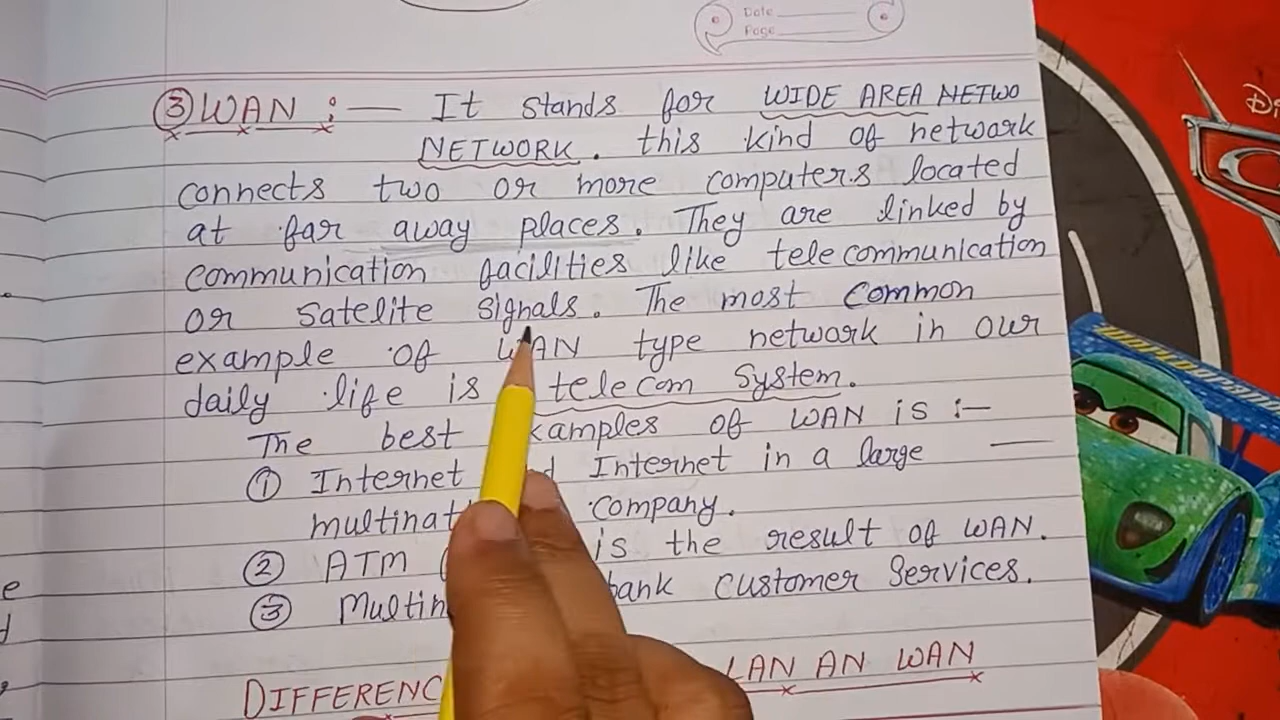 Date
Page
③ WAN :— It stands for WIDE AREA NETWO
NETWORK. this kind of network
connects two or more computers located
at far away places. They are linked by
communication facilities like telecommunication
or satelite signals. The most common
example of WAN type network in our
daily life is telecom system.
The best examples of WAN is :—
① Internet Internet in a large
company.
② ATM is the result of WAN.
③ bank customer services.
LAN AN WAN